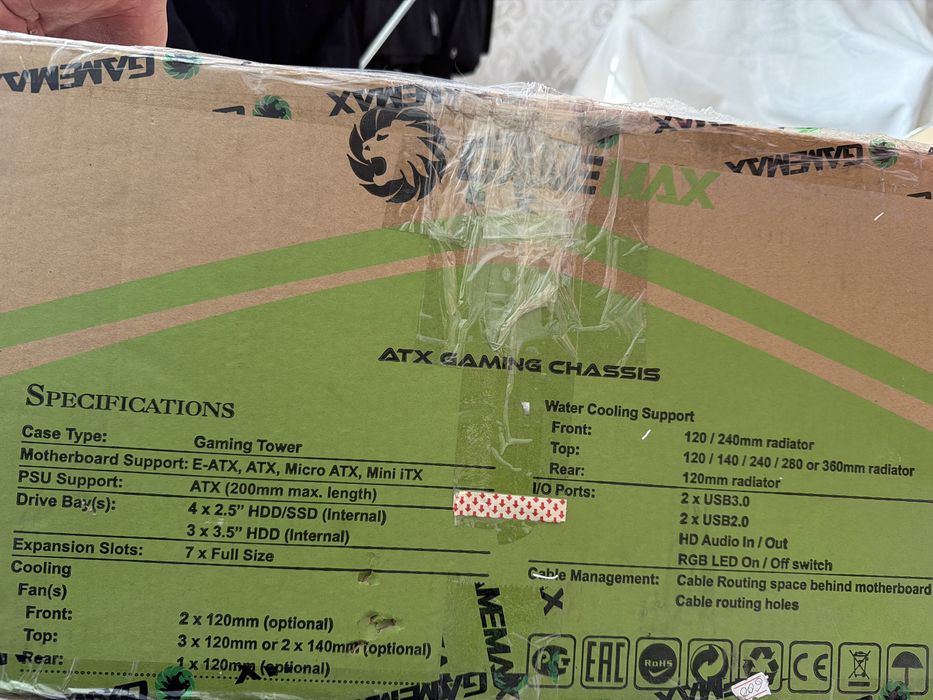 GAMEMAX
GAMEMAX
GAMEMAX
MAX
ATX GAMING CHASSIS
SPECIFICATIONS
Case Type: Gaming Tower
Motherboard Support: E-ATX, ATX, Micro ATX, Mini iTX
PSU Support: ATX (200mm max. length)
Drive Bay(s): 4 x 2.5” HDD/SSD (Internal)
3 x 3.5” HDD (Internal)
Expansion Slots: 7 x Full Size
Cooling
Fan(s)
Front: 2 x 120mm (optional)
Top: 3 x 120mm or 2 x 140mm (optional)
Rear: 1 x 120mm (optional)
Water Cooling Support
Front: 120 / 240mm radiator
Top: 120 / 140 / 240 / 280 or 360mm radiator
Rear: 120mm radiator
I/O Ports: 2 x USB3.0
2 x USB2.0
HD Audio In / Out
RGB LED On / Off switch
Cable Management: Cable Routing space behind motherboard
Cable routing holes
EAC
RoHS
CE